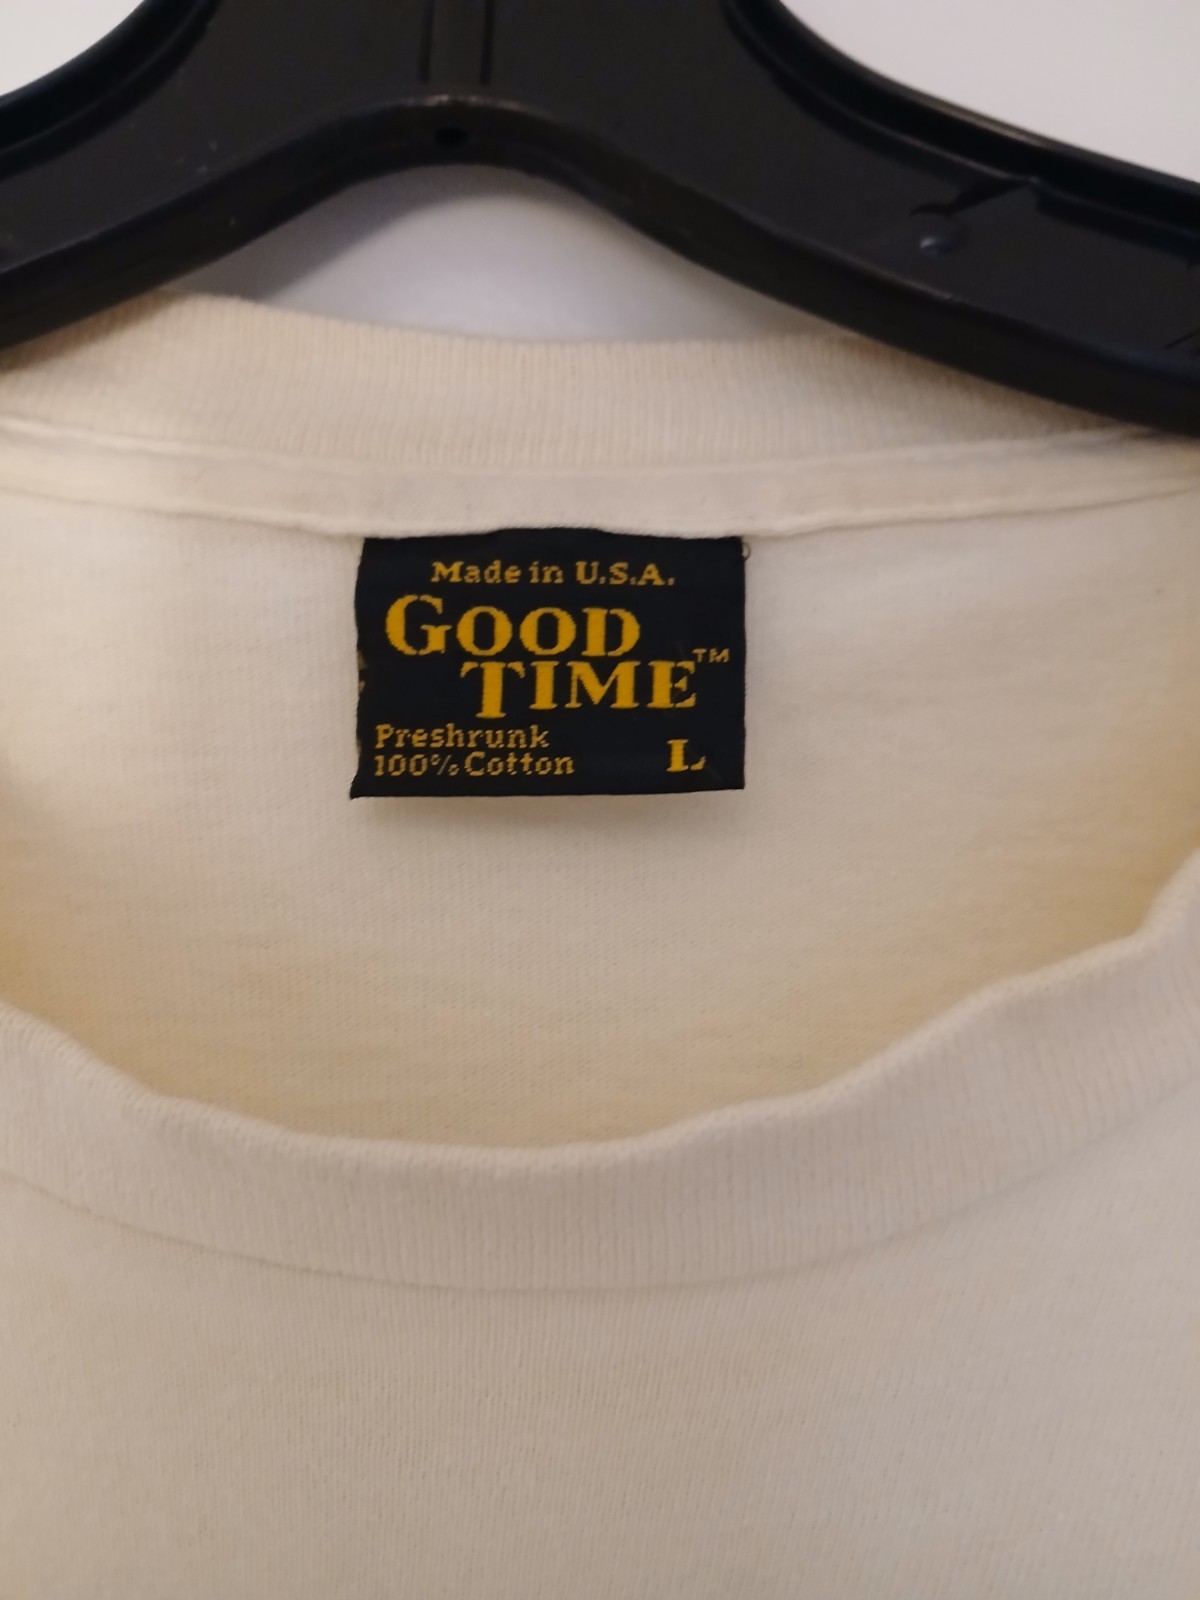 Made in U.S.A.
GOOD
TIME™
Preshrunk
100% Cotton L